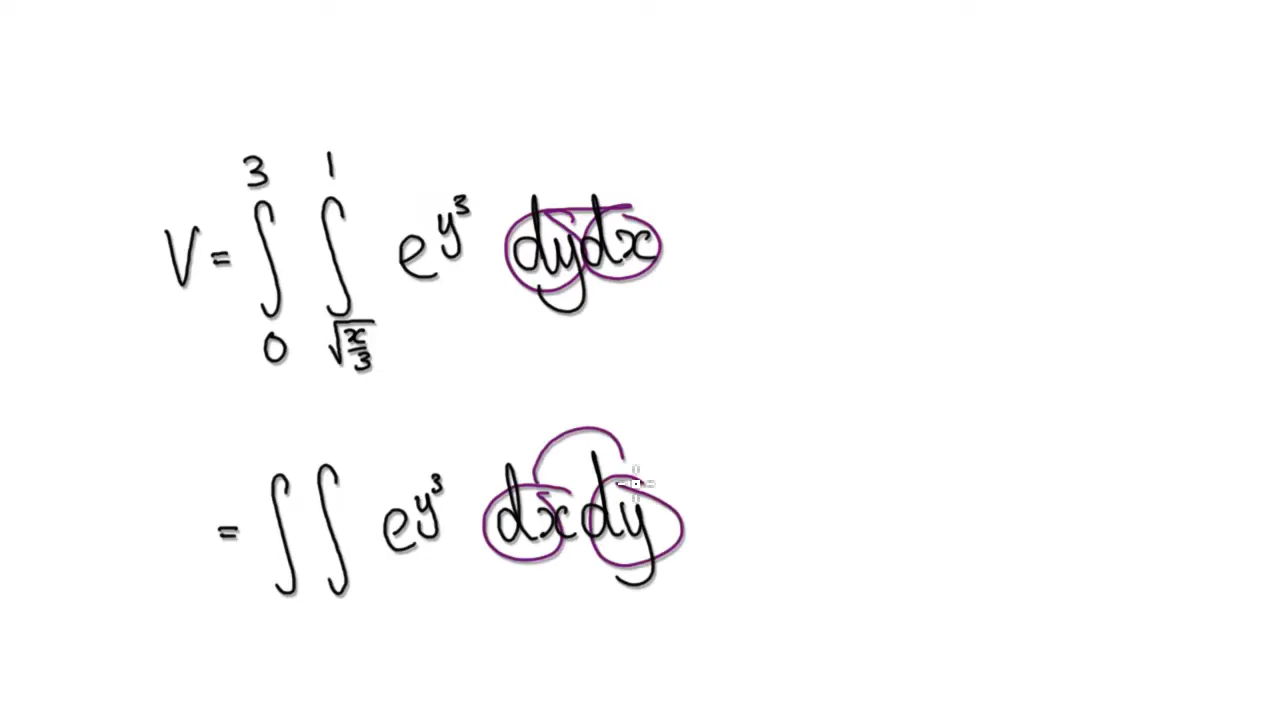 V = ∫₀³ ∫_{√(x/3)}^1 e^{y³} dy dx
= ∫ ∫ e^{y³} dx dy